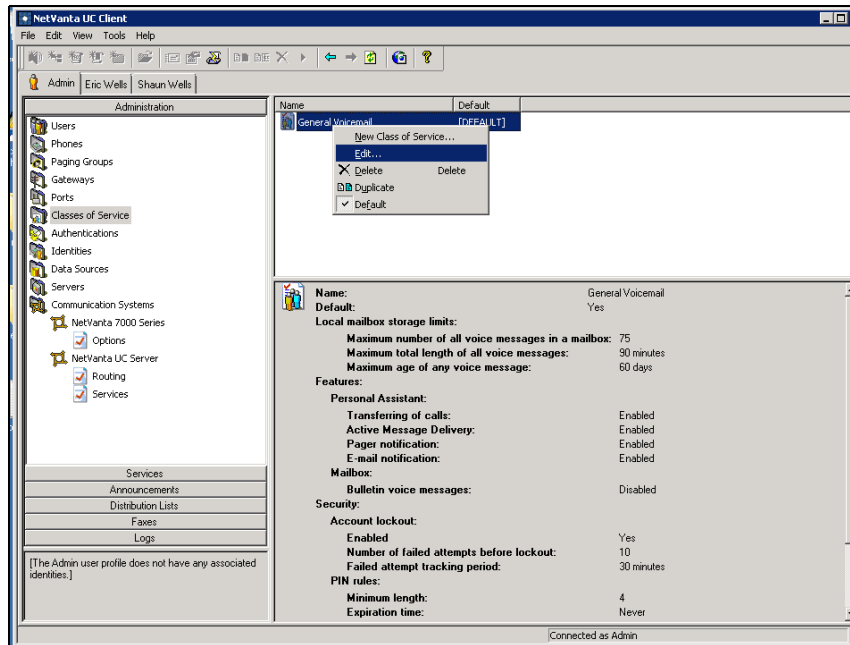 NetVanta UC Client
File Edit View Tools Help
Admin Eric Wells Shaun Wells
Administration
Users
Phones
Paging Groups
Gateways
Ports
Classes of Service
Authentications
Identities
Data Sources
Servers
Communication Systems
NetVanta 7000 Series
Options
NetVanta UC Server
Routing
Services
Services
Announcements
Distribution Lists
Faxes
Logs
[The Admin user profile does not have any associated
identities.]
Name Default
General Voicemail [DEFAULT]
New Class of Service...
Edit...
Delete Delete
Duplicate
Default
Name: General Voicemail
Default: Yes
Local mailbox storage limits:
Maximum number of all voice messages in a mailbox: 75
Maximum total length of all voice messages: 90 minutes
Maximum age of any voice message: 60 days
Features:
Personal Assistant:
Transferring of calls: Enabled
Active Message Delivery: Enabled
Pager notification: Enabled
E-mail notification: Enabled
Mailbox:
Bulletin voice messages: Disabled
Security:
Account lockout:
Enabled Yes
Number of failed attempts before lockout: 10
Failed attempt tracking period: 30 minutes
PIN rules:
Minimum length: 4
Expiration time: Never
Connected as Admin